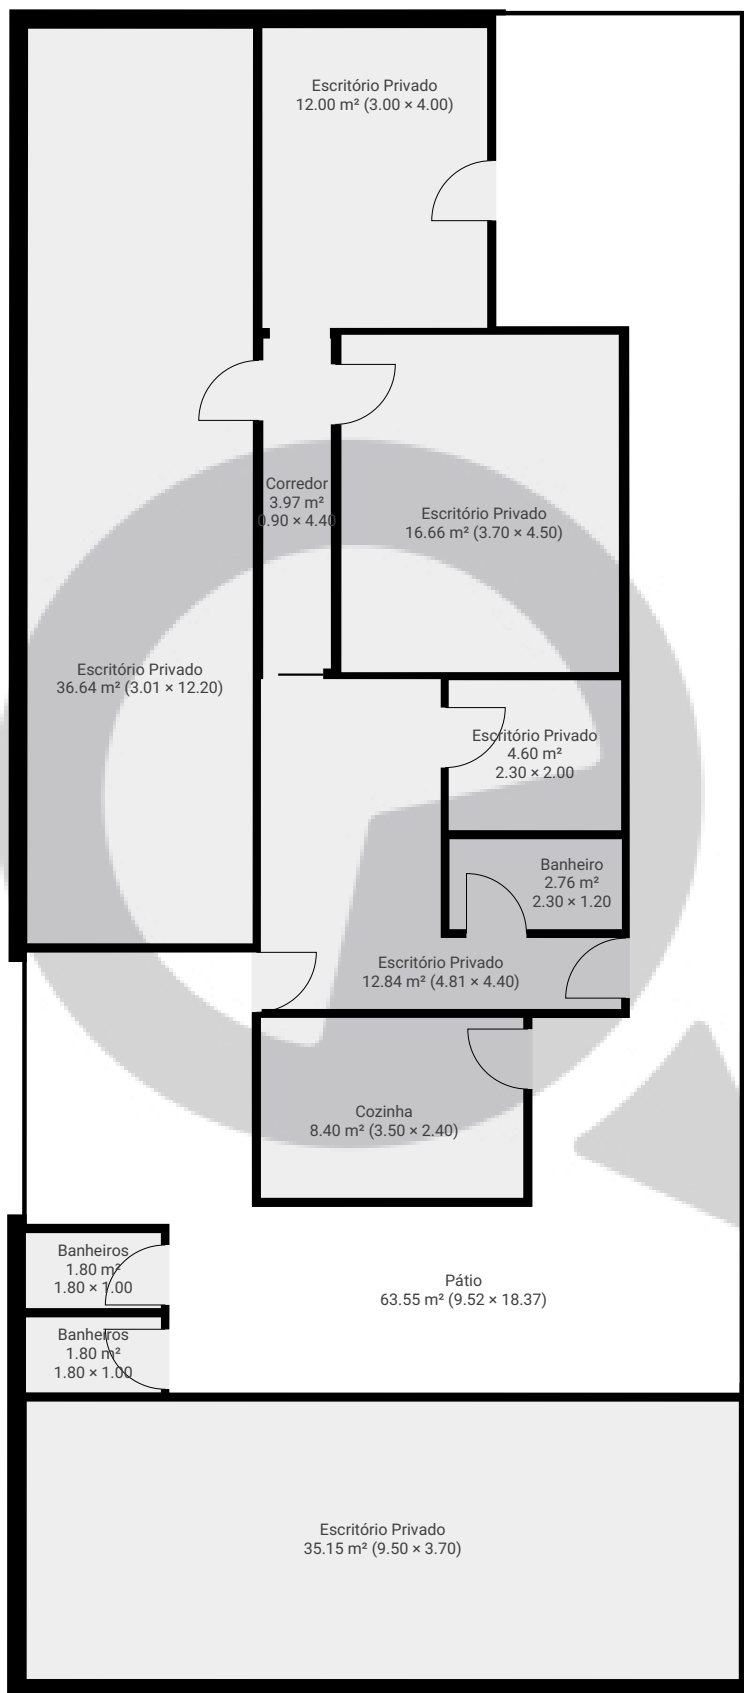 Escritório Privado
12.00 m² (3.00 × 4.00)
Corredor
3.97 m²
0.90 × 4.40
Escritório Privado
16.66 m² (3.70 × 4.50)
Escritório Privado
36.64 m² (3.01 × 12.20)
Escritório Privado
4.60 m²
2.30 × 2.00
Banheiro
2.76 m²
2.30 × 1.20
Escritório Privado
12.84 m² (4.81 × 4.40)
Cozinha
8.40 m² (3.50 × 2.40)
Banheiros
1.80 m²
1.80 × 1.00
Pátio
63.55 m² (9.52 × 18.37)
Banheiros
1.80 m²
1.80 × 1.00
Escritório Privado
35.15 m² (9.50 × 3.70)